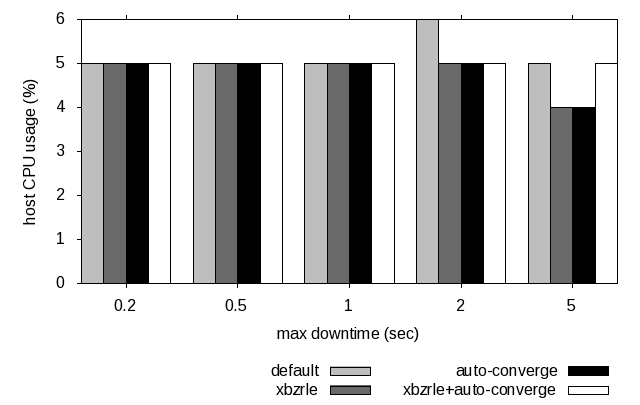 6
5
4
3
2
1
0
host CPU usage (%)
0.2 0.5 1 2 5
max downtime (sec)
default auto-converge
xbzrle xbzrle+auto-converge